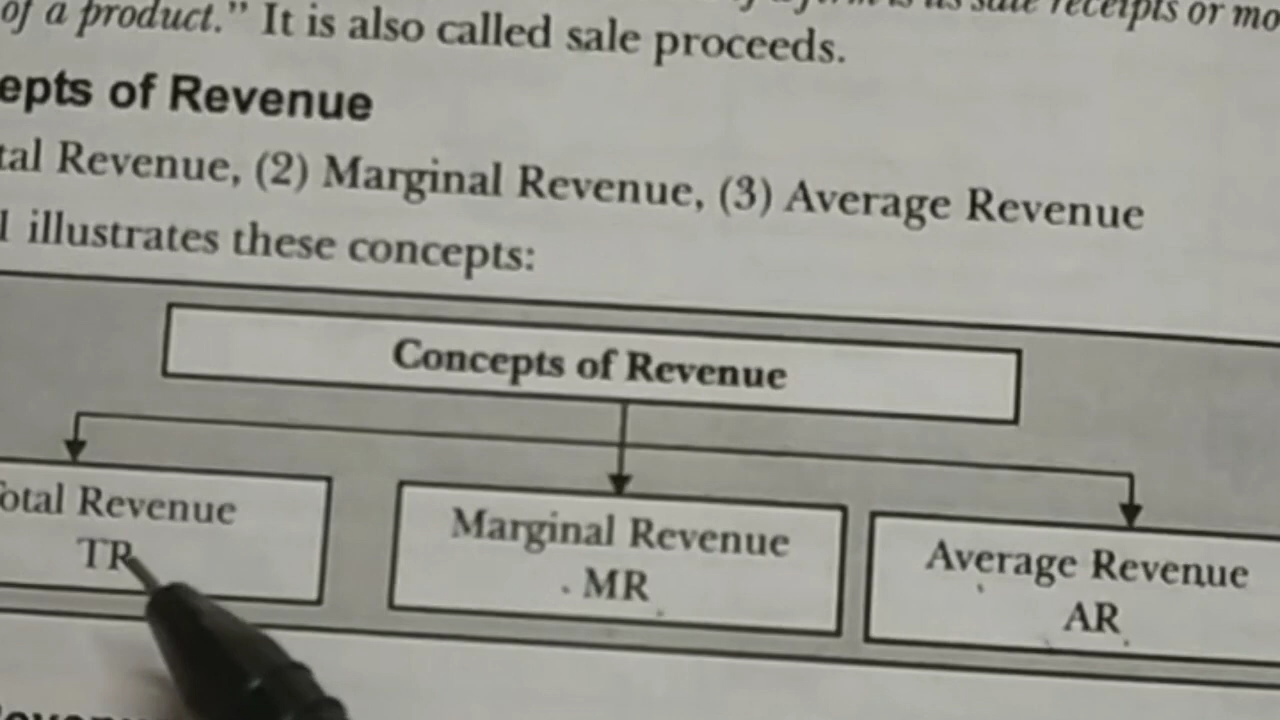 of a product.” It is also called sale proceeds.
epts of Revenue
tal Revenue, (2) Marginal Revenue, (3) Average Revenue
1 illustrates these concepts:
Concepts of Revenue
otal Revenue
TR
Marginal Revenue
MR
Average Revenue
AR